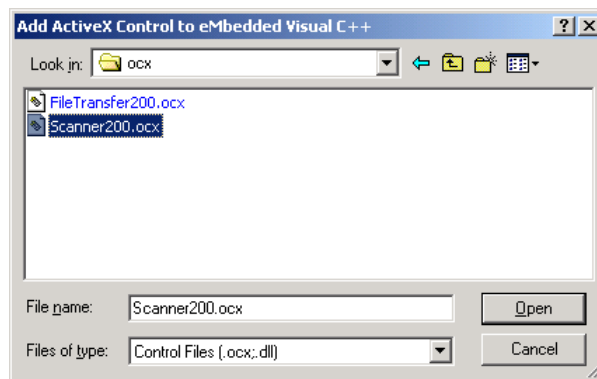 Add ActiveX Control to eMbedded Visual C++
Look in: ocx
FileTransfer200.ocx
Scanner200.ocx
File name: Scanner200.ocx Open
Files of type: Control Files (.ocx;.dll) Cancel